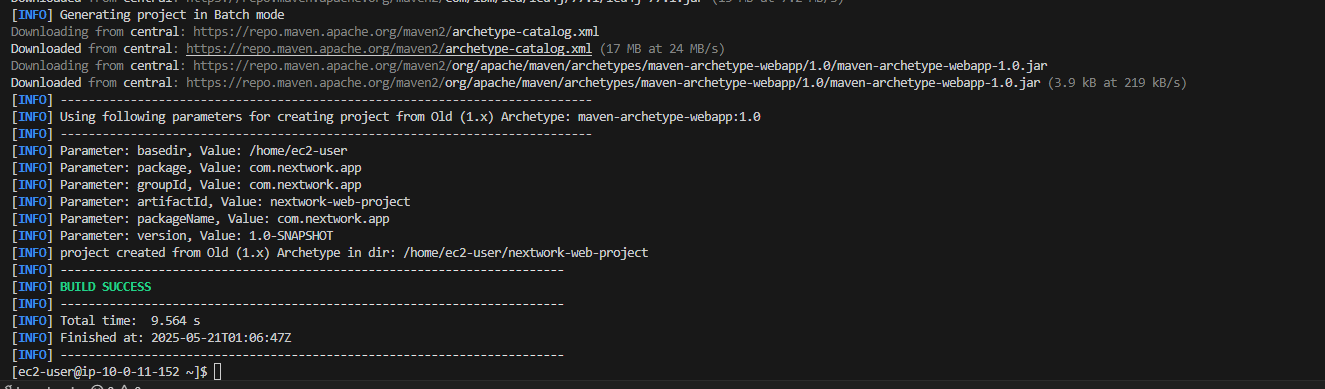 Downloaded from central: https://repo.maven.apache.org/maven2/com/ibm/icu/icu4j/
[INFO] Generating project in Batch mode
Downloading from central: https://repo.maven.apache.org/maven2/archetype-catalog.xml
Downloaded from central: https://repo.maven.apache.org/maven2/archetype-catalog.xml (17 MB at 24 MB/s)
Downloading from central: https://repo.maven.apache.org/maven2/org/apache/maven/archetypes/maven-archetype-webapp/1.0/maven-archetype-webapp-1.0.jar
Downloaded from central: https://repo.maven.apache.org/maven2/org/apache/maven/archetypes/maven-archetype-webapp/1.0/maven-archetype-webapp-1.0.jar (3.9 kB at 219 kB/s)
[INFO] ----------------------------------------------------------------------------
[INFO] Using following parameters for creating project from Old (1.x) Archetype: maven-archetype-webapp:1.0
[INFO] ----------------------------------------------------------------------------
[INFO] Parameter: basedir, Value: /home/ec2-user
[INFO] Parameter: package, Value: com.nextwork.app
[INFO] Parameter: groupId, Value: com.nextwork.app
[INFO] Parameter: artifactId, Value: nextwork-web-project
[INFO] Parameter: packageName, Value: com.nextwork.app
[INFO] Parameter: version, Value: 1.0-SNAPSHOT
[INFO] project created from Old (1.x) Archetype in dir: /home/ec2-user/nextwork-web-project
[INFO] ------------------------------------------------------------------------
[INFO] BUILD SUCCESS
[INFO] ------------------------------------------------------------------------
[INFO] Total time:  9.564 s
[INFO] Finished at: 2025-05-21T01:06:47Z
[INFO] ------------------------------------------------------------------------
[ec2-user@ip-10-0-11-152 ~]$